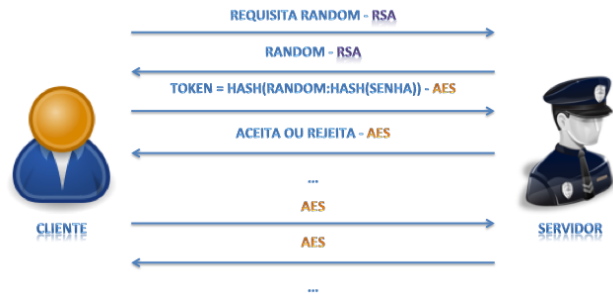 REQUISITA RANDOM - RSA
RANDOM - RSA
TOKEN = HASH(RANDOM:HASH(SENHA)) - AES
ACEITA OU REJEITA - AES
...
AES
CLIENTE
SERVIDOR
AES
...